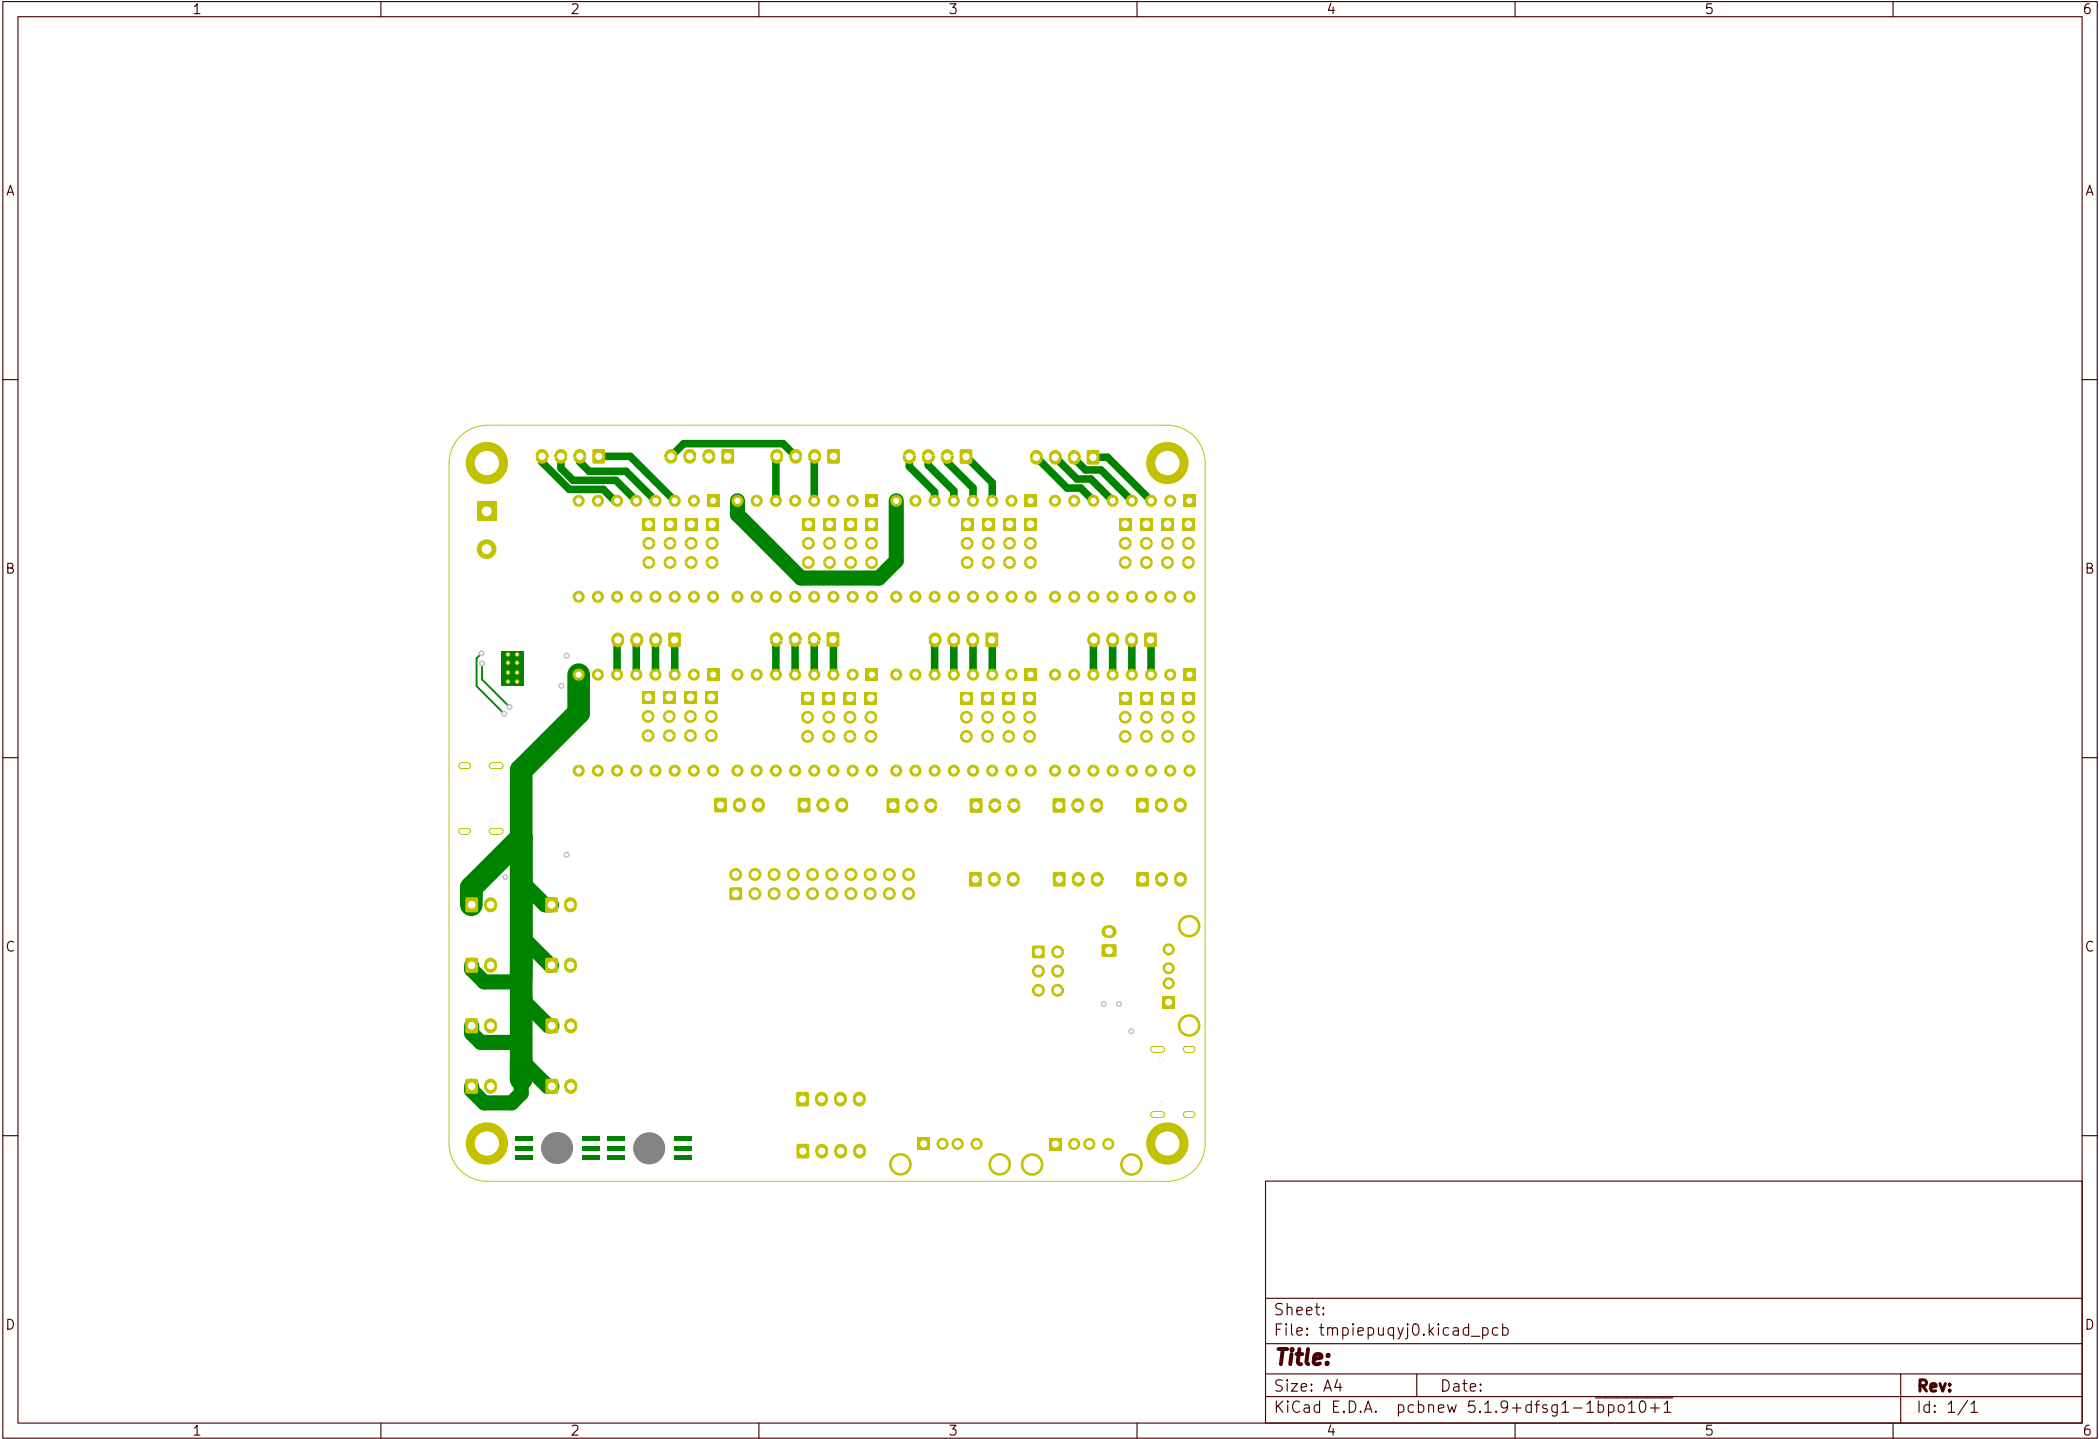 1 2 3 4 5 6
A A
B B
C C
D D
Sheet:
File: tmpiepuqyj0.kicad_pcb
Title:
Size: A4 Date: Rev:
KiCad E.D.A. pcbnew 5.1.9+dfsg1-1bpo10+1 Id: 1/1
1 2 3 4 5 6